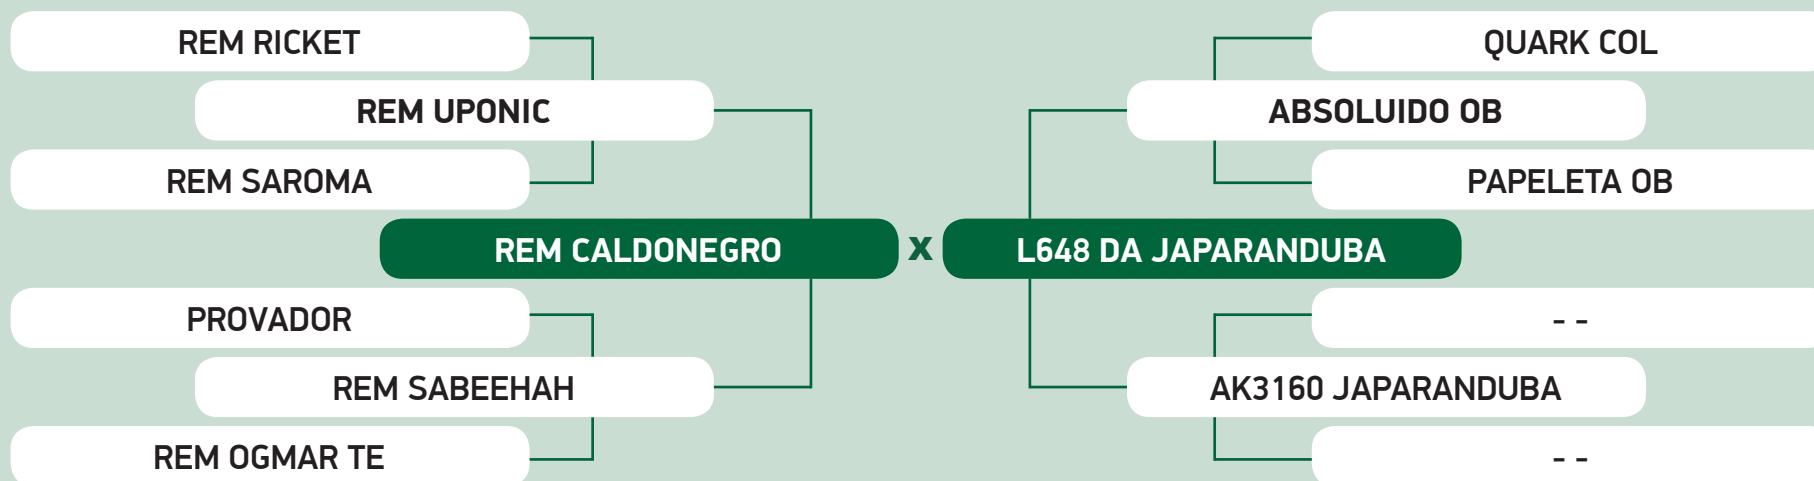 REM RICKET
QUARK COL
REM UPONIC
ABSOLUIDO OB
REM SAROMA
PAPELETA OB
REM CALDONEGRO x L648 DA JAPARANDUBA
PROVADOR
- -
REM SABEEHAH
AK3160 JAPARANDUBA
REM OGMAR TE
- -